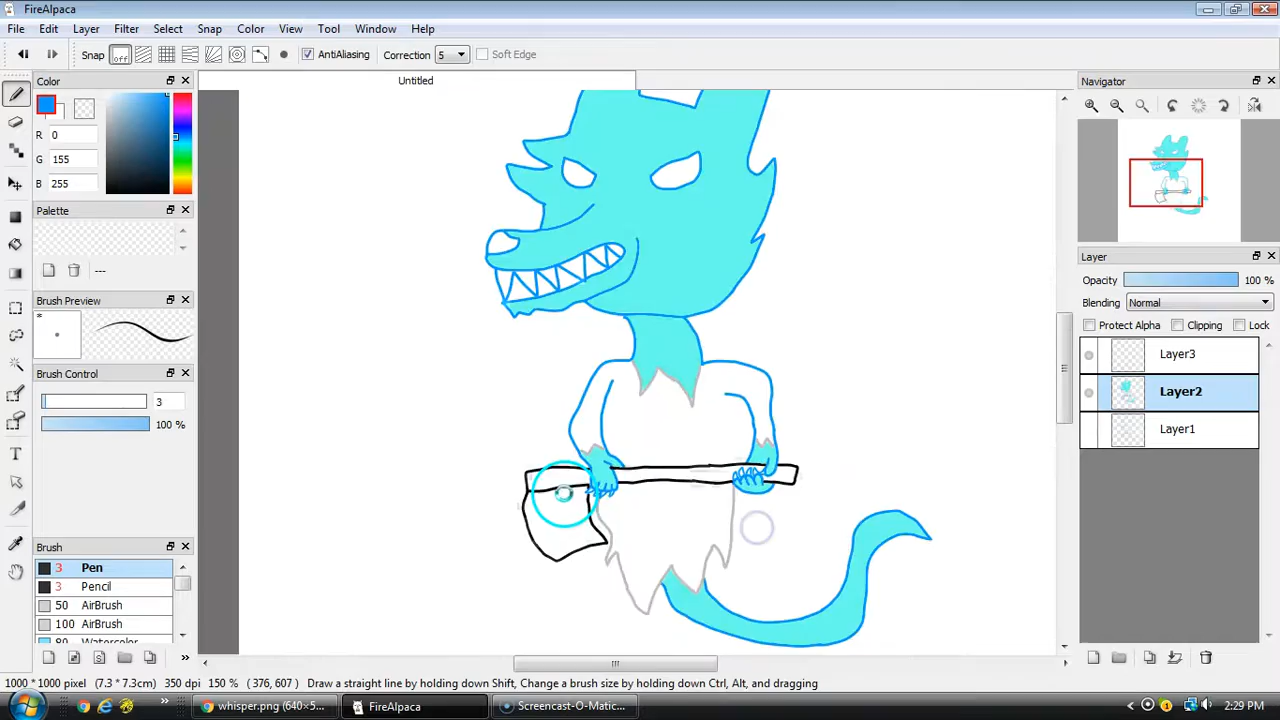 FireAlpaca
File Edit Layer Filter Select Snap Color View Tool Window Help
Snap off AntiAliasing Correction 5 Soft Edge
Color
Untitled
Navigator
R 0
G 155
B 255
Palette
---
Layer
Opacity 100 %
Blending Normal
Protect Alpha Clipping Lock
Brush Preview
*
Layer3
Layer2
Layer1
Brush Control
3
100 %
Brush
3 Pen
3 Pencil
50 AirBrush
100 AirBrush
80 Watercolor
1000 * 1000 pixel (7.3 * 7.3cm) 350 dpi 150 % (376, 607) Draw a straight line by holding down Shift, Change a brush size by holding down Ctrl, Alt, and dragging
whisper.png (640×5... FireAlpaca Screencast-O-Matic... 2:29 PM